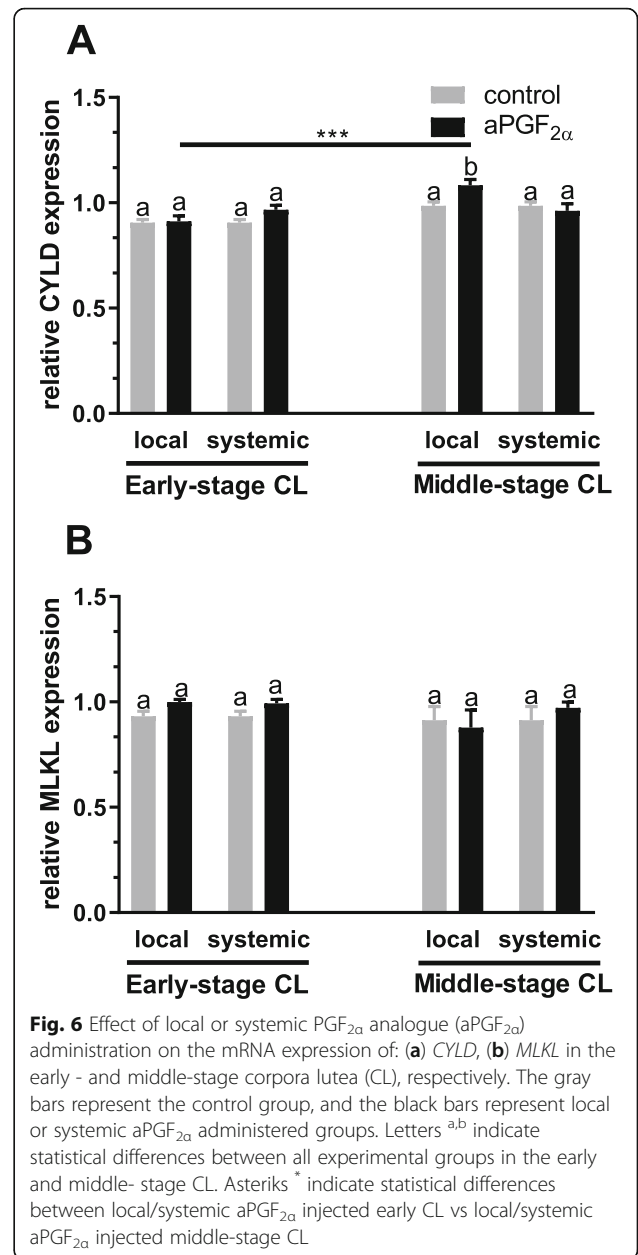 A
1.5
1.0
0.5
0.0
relative CYLD expression
control
aPGF2α
***
a a a a a b a a
local systemic local systemic
Early-stage CL Middle-stage CL
B
1.5
1.0
0.5
0.0
relative MLKL expression
a a a a a a a a
local systemic local systemic
Early-stage CL Middle-stage CL
Fig. 6 Effect of local or systemic PGF2α analogue (aPGF2α)
administration on the mRNA expression of: (a) CYLD, (b) MLKL in the
early - and middle-stage corpora lutea (CL), respectively. The gray
bars represent the control group, and the black bars represent local
or systemic aPGF2α administered groups. Letters a,b indicate
statistical differences between all experimental groups in the early
and middle- stage CL. Asteriks * indicate statistical differences
between local/systemic aPGF2α injected early CL vs local/systemic
aPGF2α injected middle-stage CL